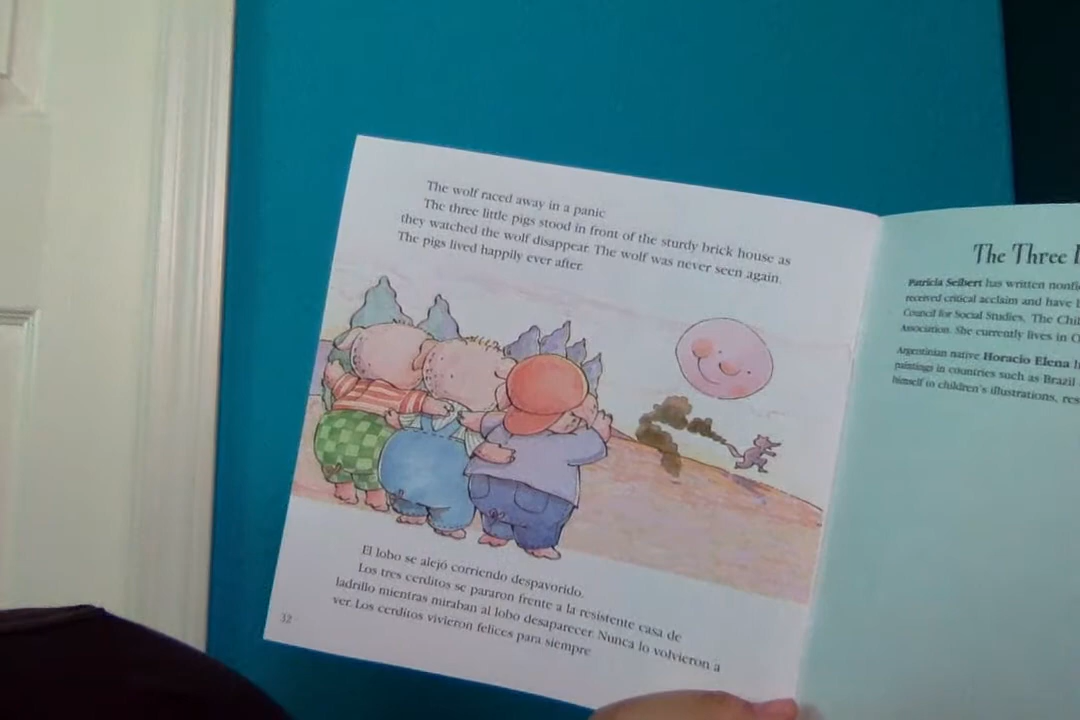 The wolf raced away in a panic
The three little pigs stood in front of the sturdy brick house as
they watched the wolf disappear. The wolf was never seen again.
The pigs lived happily ever after.
El lobo se alejó corriendo despavorido.
Los tres cerditos se pararon frente a la resistente casa de
ladrillo mientras miraban al lobo desaparecer. Nunca lo volvieron a
ver. Los cerditos vivieron felices para siempre
32
The Three
Patricia Seibert has written nonfi
received critical acclaim and have
Council for Social Studies, The Chi
Association. She currently lives in
Argentinian native Horacio Elena
paintings in countries such as Brazil
himself to children's illustrations, res